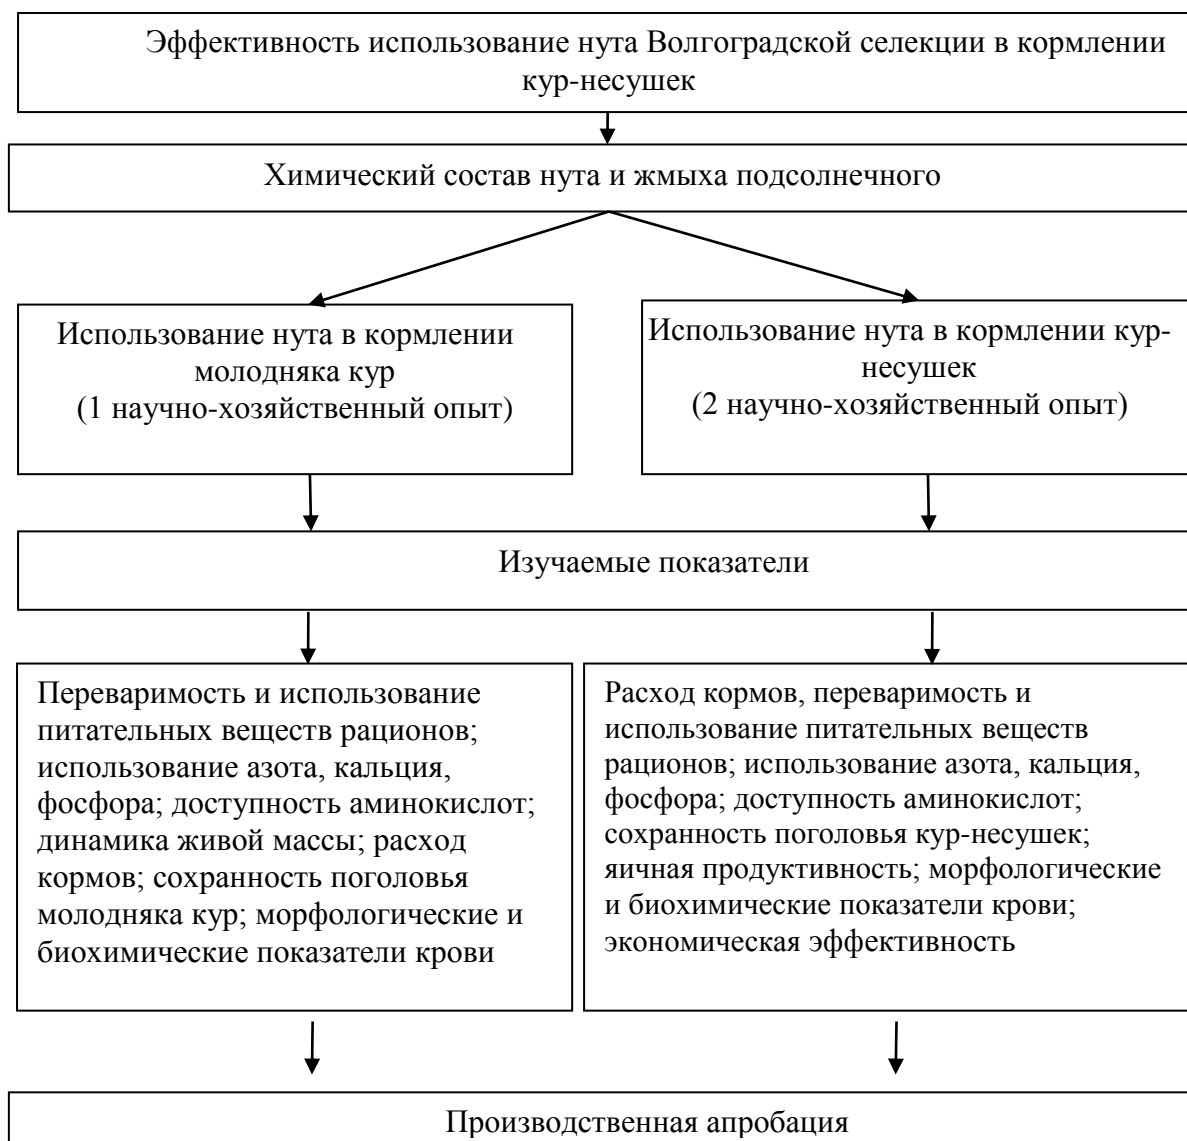 Эффективность использование нута Волгоградской селекции в кормлении
кур-несушек
Химический состав нута и жмыха подсолнечного
Использование нута в кормлении
молодняка кур
(1 научно-хозяйственный опыт)
Использование нута в кормлении кур-
несушек
(2 научно-хозяйственный опыт)
Изучаемые показатели
Переваримость и использование
питательных веществ рационов;
использование азота, кальция,
фосфора; доступность аминокислот;
динамика живой массы; расход
кормов; сохранность поголовья
молодняка кур; морфологические и
биохимические показатели крови
Расход кормов, переваримость и
использование питательных веществ
рационов; использование азота, кальция,
фосфора; доступность аминокислот;
сохранность поголовья кур-несушек;
яичная продуктивность; морфологические
и биохимические показатели крови;
экономическая эффективность
Производственная апробация